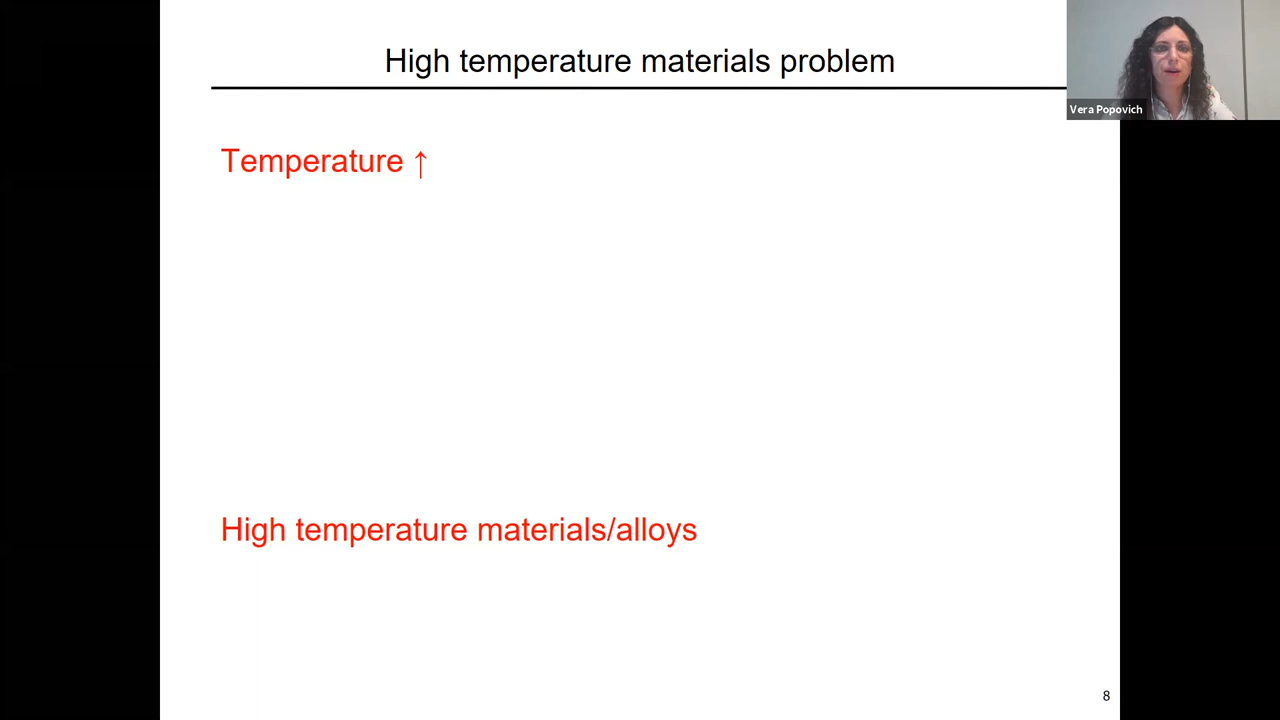 High temperature materials problem
Vera Popovich
Temperature ↑
High temperature materials/alloys
8